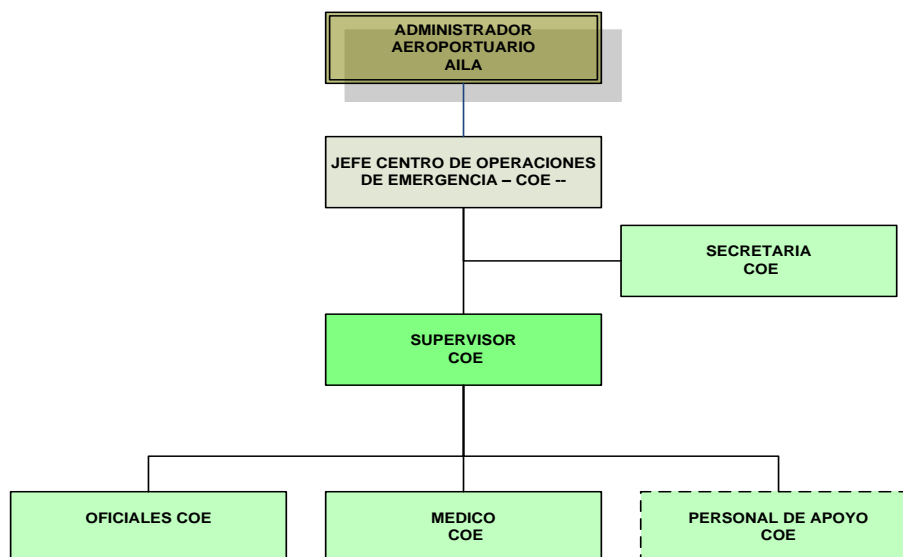 ADMINISTRADOR
AEROPORTUARIO
AILA
JEFE CENTRO DE OPERACIONES
DE EMERGENCIA – COE --
SECRETARIA
COE
SUPERVISOR
COE
OFICIALES COE
MEDICO
COE
PERSONAL DE APOYO
COE